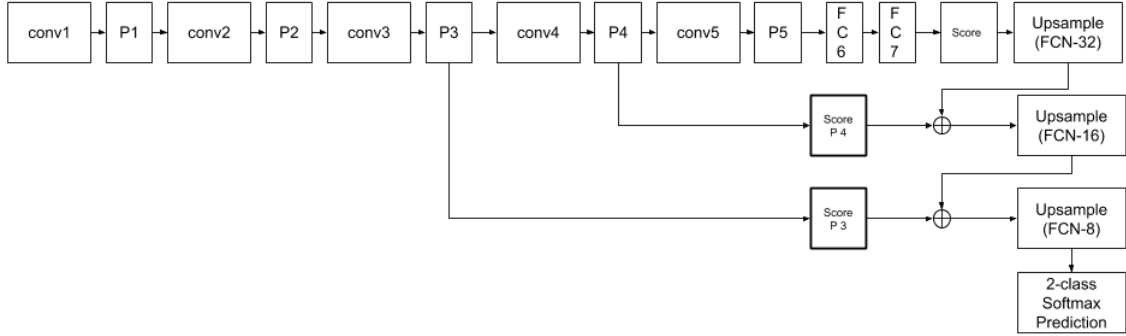 conv1
P1
conv2
P2
conv3
P3
conv4
P4
conv5
P5
F
C
6
F
C
7
Score
Upsample
(FCN-32)
Score
P 4
Upsample
(FCN-16)
Score
P 3
Upsample
(FCN-8)
2-class
Softmax
Prediction